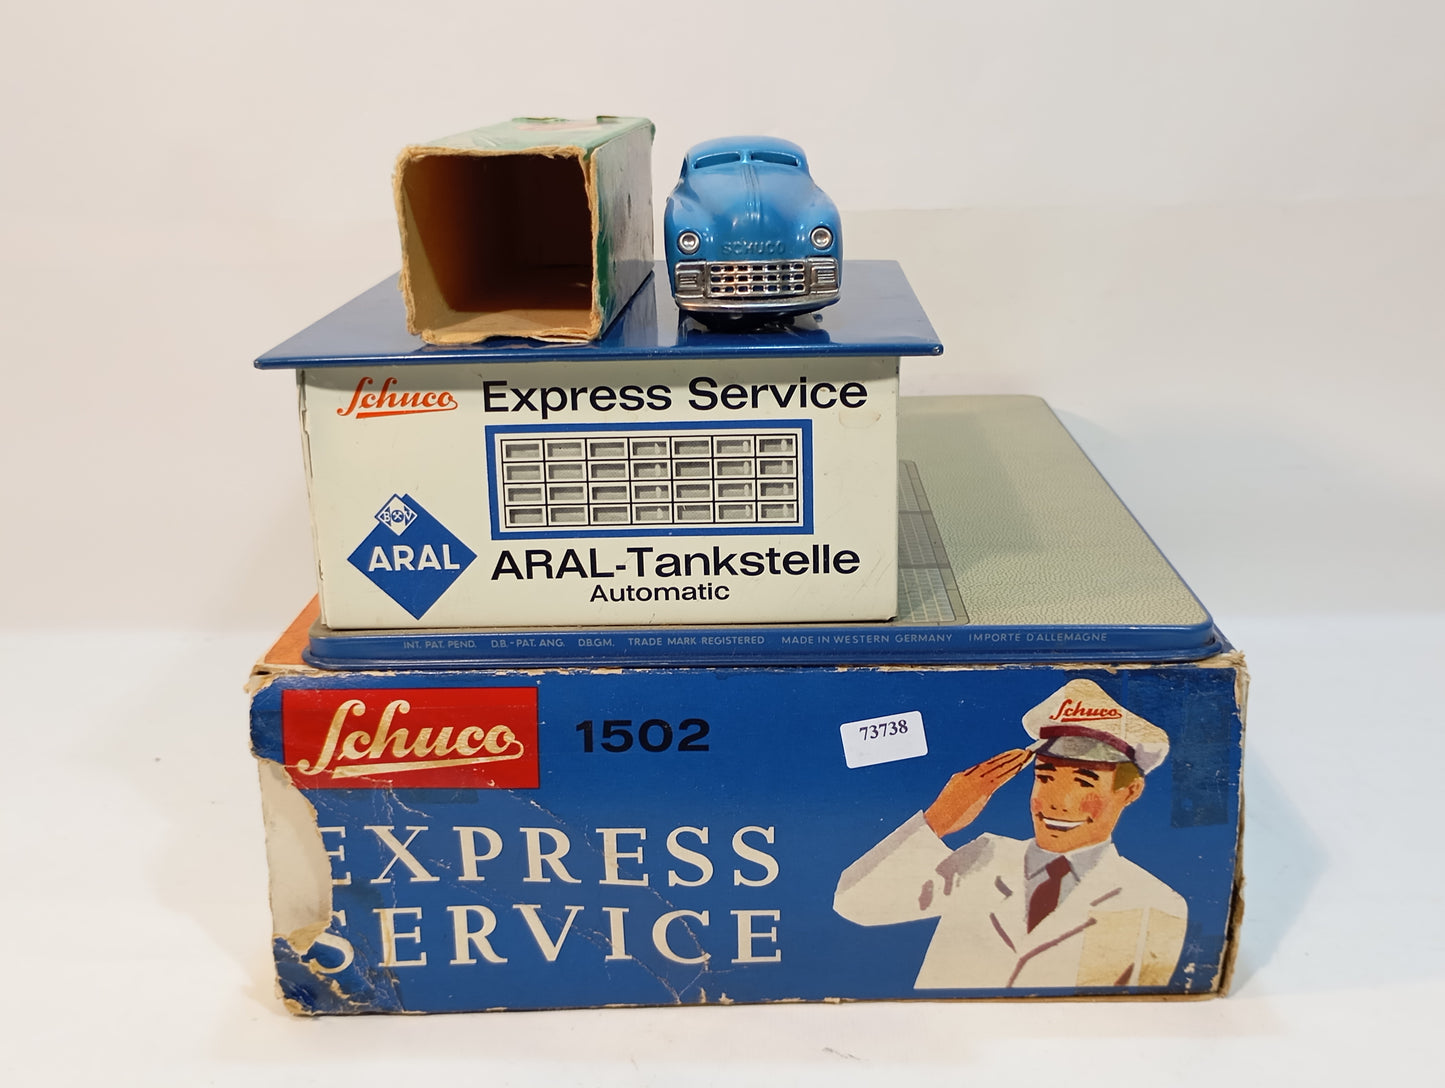 SCHUCO
Schuco Express Service
BV
ARAL
ARAL-Tankstelle
Automatic
INT. PAT. PEND. D.B.-PAT. ANG. DBGM. TRADE MARK REGISTERED MADE IN WESTERN GERMANY IMPORTÉ D'ALLEMAGNE
Schuco 1502
73738
Schuco
EXPRESS
SERVICE